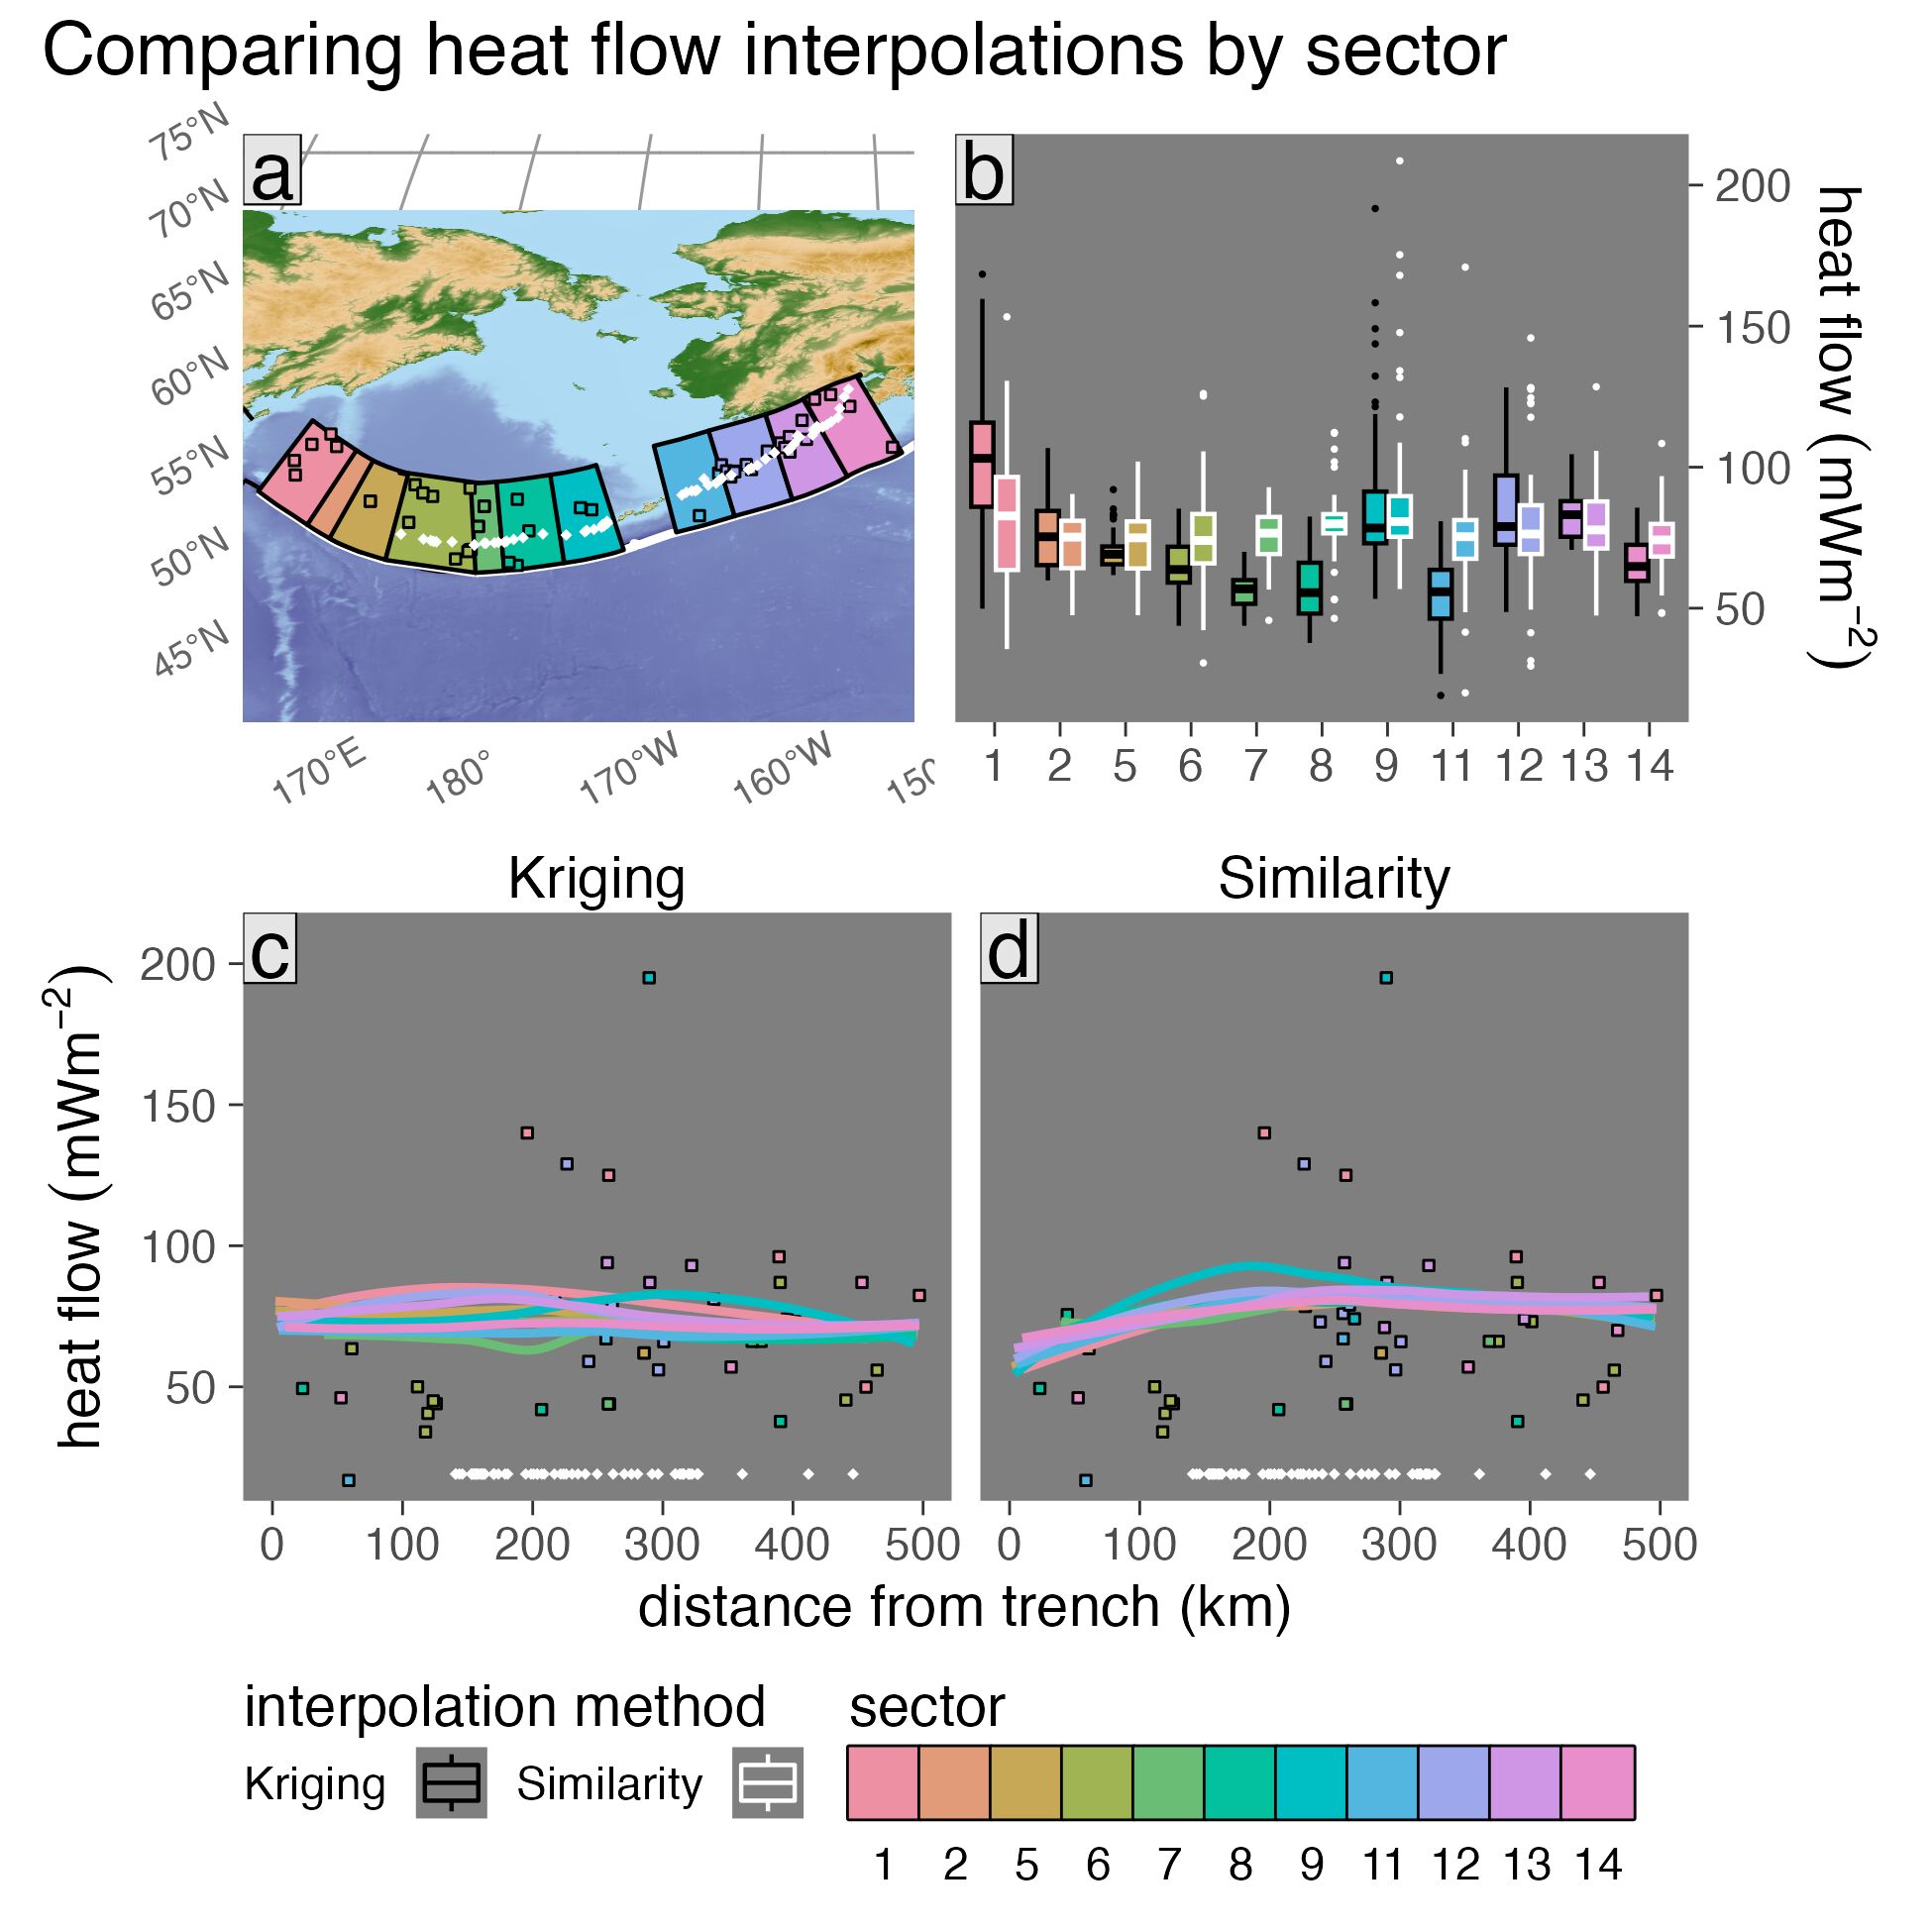 Comparing heat flow interpolations by sector
a
75°N
70°N
65°N
60°N
55°N
50°N
45°N
170°E
180°
170°W
160°W
b
200
150
100
50
heat flow (mWm⁻²)
1 2 5 6 7 8 9 11 12 13 14
Kriging
Similarity
c
d
heat flow (mWm⁻²)
200
150
100
50
0 100 200 300 400 500
0 100 200 300 400 500
distance from trench (km)
interpolation method
Kriging
Similarity
sector
1 2 5 6 7 8 9 11 12 13 14